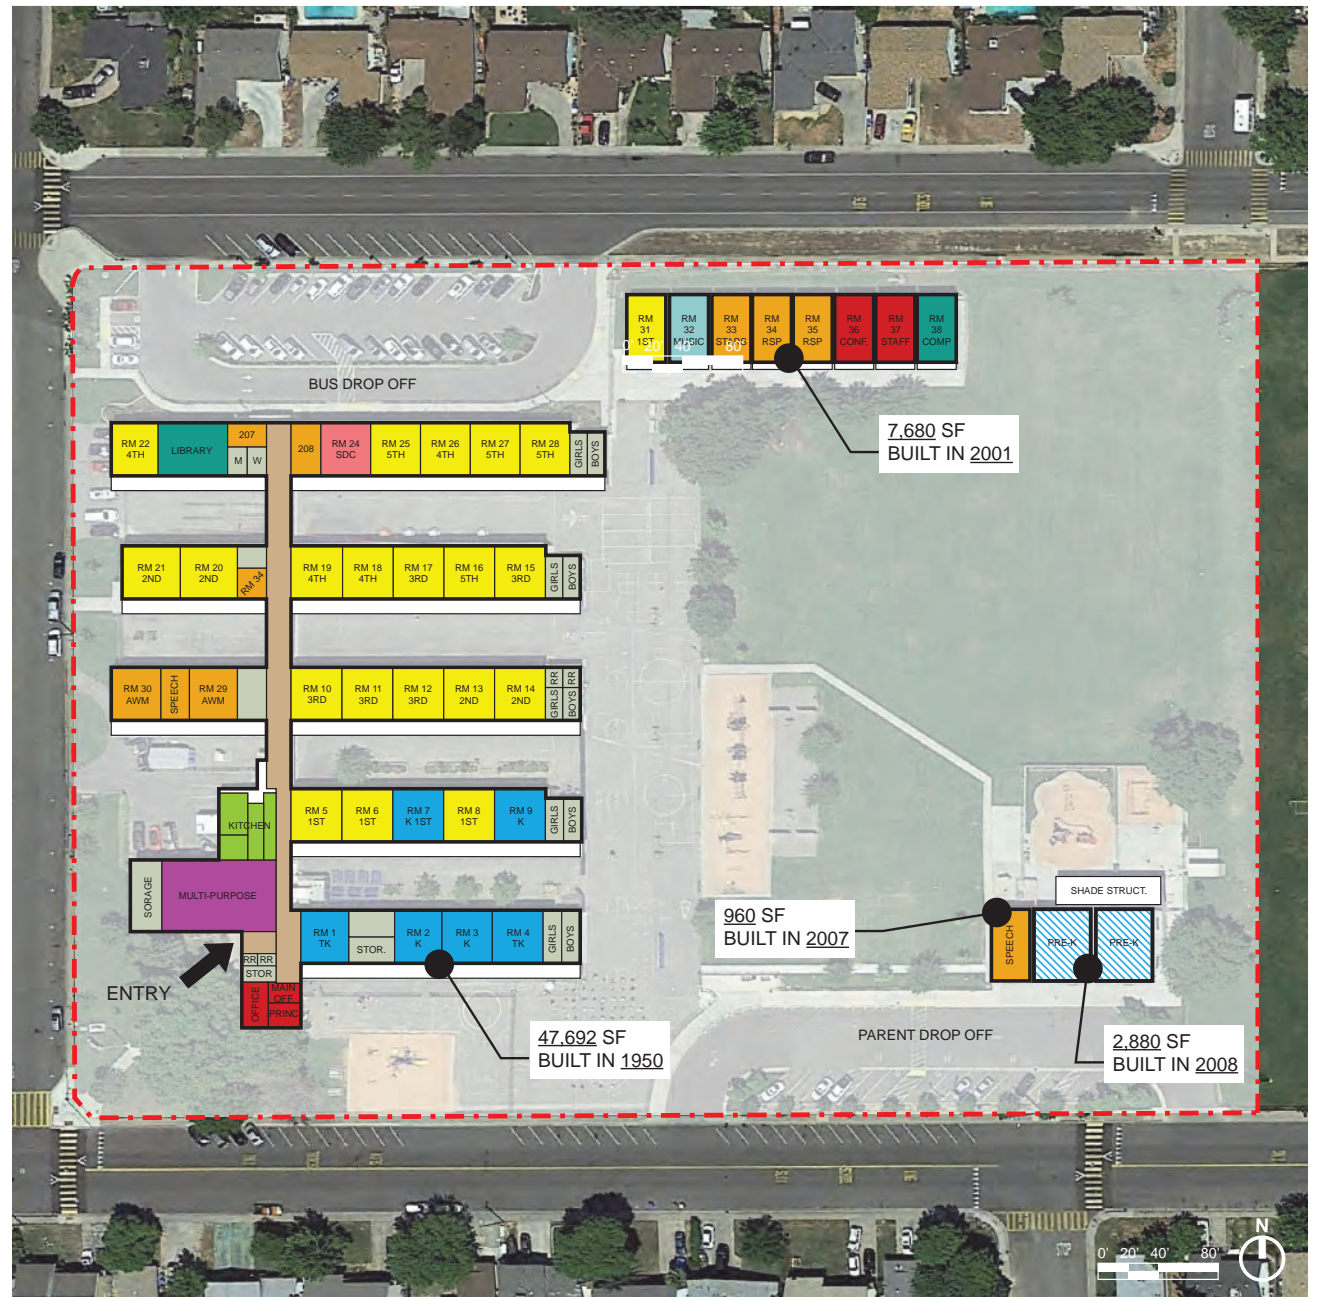 RM
31
1ST
RM
32
MUSIC
RM
33
STARS
RM
34
RSP
RM
35
RSP
RM
36
CONF.
RM
37
STAFF
RM
38
COMP
0' 20' 40' 80'
BUS DROP OFF
7,680 SF
BUILT IN 2001
RM 22
4TH
LIBRARY
207
M
W
208
RM 24
SDC
RM 25
5TH
RM 26
4TH
RM 27
5TH
RM 28
5TH
GIRLS
BOYS
RM 21
2ND
RM 20
2ND
RM 34
RM 19
4TH
RM 18
4TH
RM 17
3RD
RM 16
5TH
RM 15
3RD
GIRLS
BOYS
RM 30
AWM
SPEECH
RM 29
AWM
RM 10
3RD
RM 11
3RD
RM 12
3RD
RM 13
2ND
RM 14
2ND
RR
RR
GIRLS
BOYS
RM 5
1ST
RM 6
1ST
RM 7
K 1ST
RM 8
1ST
RM 9
K
GIRLS
BOYS
KITCHEN
SORAGE
MULTI-PURPOSE
SHADE STRUCT.
RM 1
TK
STOR.
RM 2
K
RM 3
K
RM 4
TK
GIRLS
BOYS
960 SF
BUILT IN 2007
SPEECH
PRE-K
PRE-K
RR
RR
STOR
ENTRY
OFFICE
MAIN
OFF
PRINC
47,692 SF
BUILT IN 1950
PARENT DROP OFF
2,880 SF
BUILT IN 2008
N
0' 20' 40' 80'
STOP